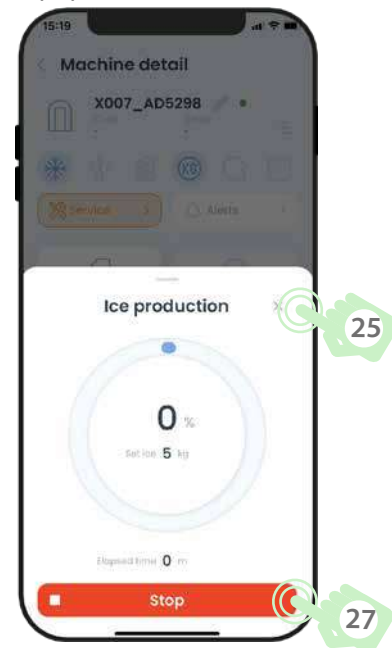 15:19
Machine detail
X007_AD5298
Service
Alerts
Ice production
25
0 %
Set ice 5 kg
Elapsed time 0 m
Stop
27